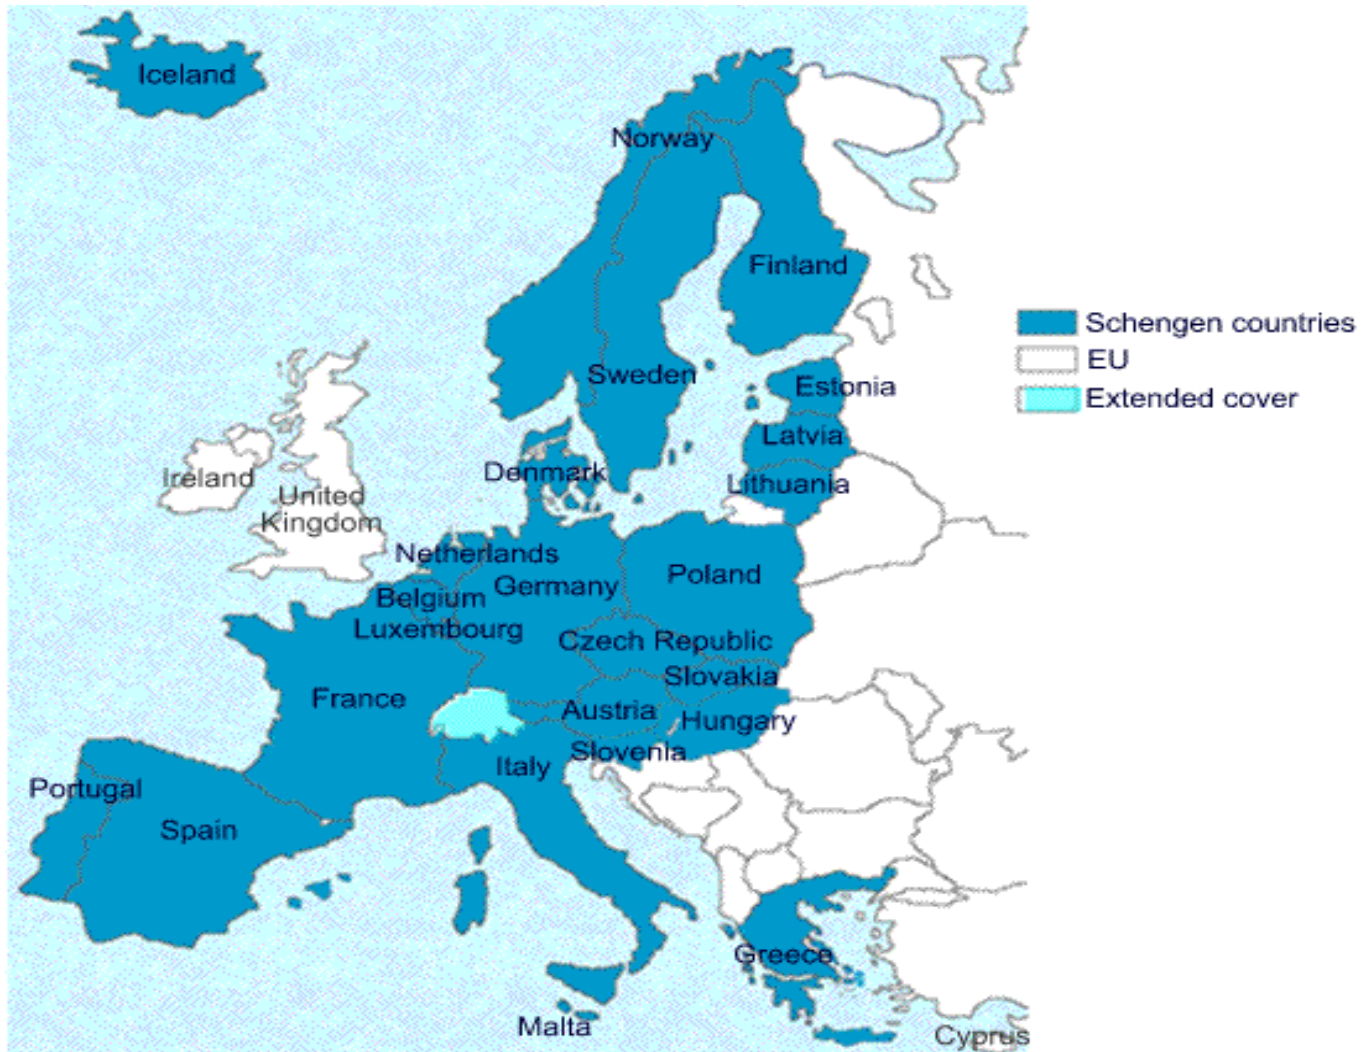 Iceland
Norway
Finland
Schengen countries
EU
Extended cover
Sweden
Estonia
Latvia
Lithuania
Denmark
Ireland
United
Kingdom
Netherlands
Germany
Poland
Belgium
Luxembourg
Czech Republic
Slovakia
France
Austria
Hungary
Slovenia
Italy
Portugal
Spain
Greece
Malta
Cyprus